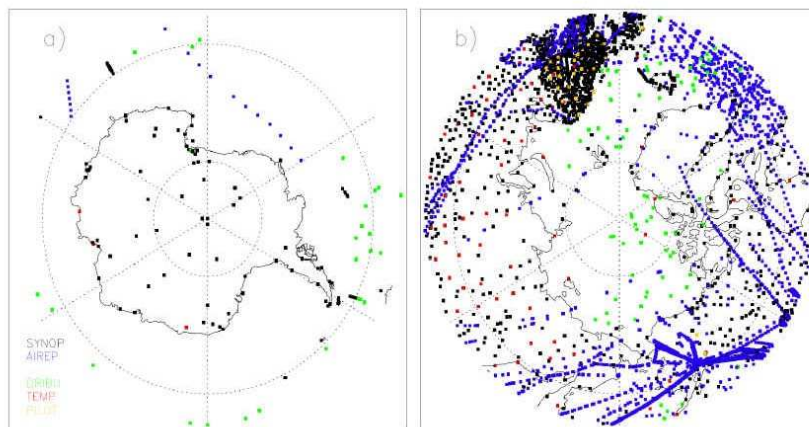 a)
b)
SYNOP
AIREP
DRIBU
TEMP
PILOT